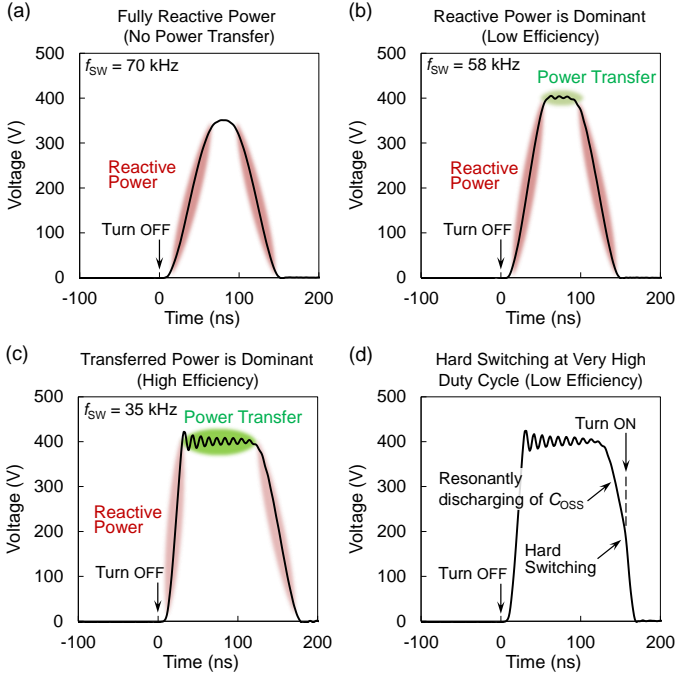 (a)
Fully Reactive Power
(No Power Transfer)
500
400
300
200
100
0
Voltage (V)
fSW = 70 kHz
Reactive
Power
Turn OFF
-100
0
100
200
Time (ns)
(b)
Reactive Power is Dominant
(Low Efficiency)
500
400
300
200
100
0
Voltage (V)
fSW = 58 kHz
Power Transfer
Reactive
Power
Turn OFF
-100
0
100
200
Time (ns)
(c)
Transferred Power is Dominant
(High Efficiency)
500
400
300
200
100
0
Voltage (V)
fSW = 35 kHz
Power Transfer
Reactive
Power
Turn OFF
-100
0
100
200
Time (ns)
(d)
Hard Switching at Very High
Duty Cycle (Low Efficiency)
500
400
300
200
100
0
Voltage (V)
Turn ON
Resonantly
discharging of COSS
Hard
Switching
Turn OFF
-100
0
100
200
Time (ns)